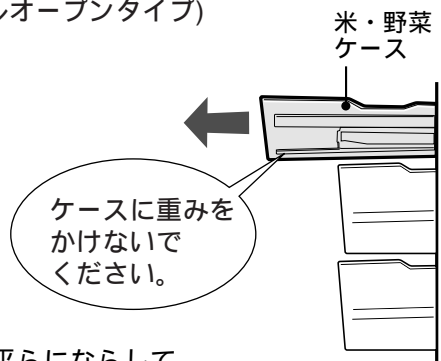 ルオープンタイプ)
米・野菜
ケース
ケースに重みを
かけないで
ください。
平らにならして